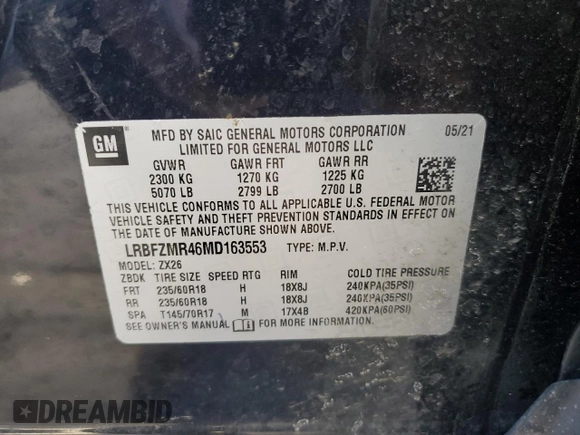 GM
MFD BY SAIC GENERAL MOTORS CORPORATION 05/21
LIMITED FOR GENERAL MOTORS LLC
GVWR GAWR FRT GAWR RR
2300 KG 1270 KG 1225 KG
5070 LB 2799 LB 2700 LB
THIS VEHICLE CONFORMS TO ALL APPLICABLE U.S. FEDERAL MOTOR
VEHICLE SAFETY AND THEFT PREVENTION STANDARDS IN EFFECT ON
THE DATE OF MANUFACTURE SHOWN ABOVE.
LRBFZMR46MD163553 TYPE: M.P.V.
MODEL: ZX26
ZBDK TIRE SIZE SPEED RTG RIM COLD TIRE PRESSURE
FRT 235/60R18 H 18X8J 240KPA(35PSI)
RR 235/60R18 H 18X8J 240KPA(35PSI)
SPA T145/70R17 M 17X4B 420KPA(60PSI)
SEE OWNER'S MANUAL FOR MORE INFORMATION
DREAMBID